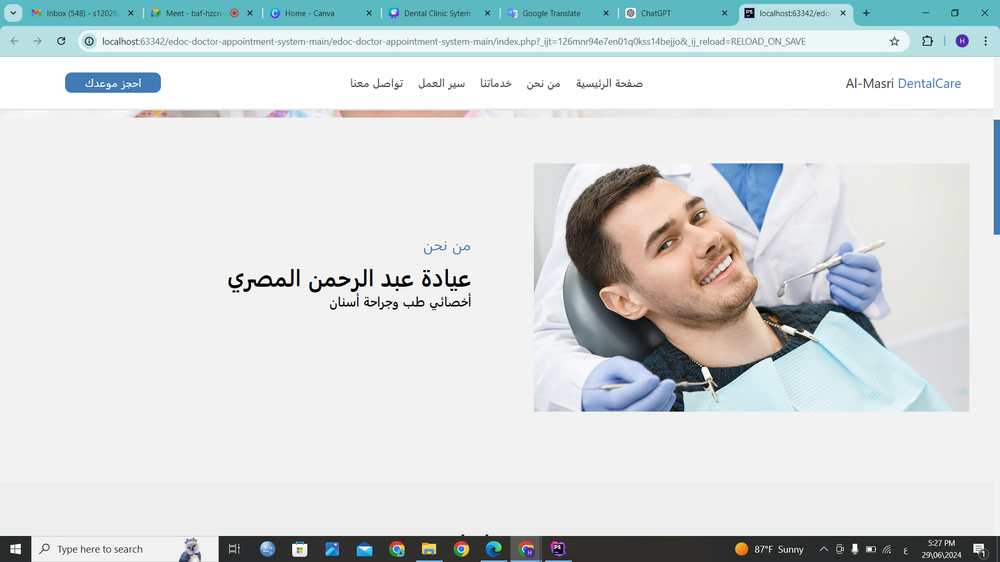 Inbox (548) - s12028
Meet - baf-hzcn-
Home - Canva
Dental Clinic Sytem -
Google Translate
ChatGPT
localhost:63342/edoc
localhost:63342/edoc-doctor-appointment-system-main/edoc-doctor-appointment-system-main/index.php?_ijt=126mnr94e7en01q0kss14bejjo&_ij_reload=RELOAD_ON_SAVE
H
Al-Masri DentalCare
صفحة الرئيسية
من نحن
خدماتنا
سير العمل
تواصل معنا
احجز موعدك
من نحن
عيادة عبد الرحمن المصري
أخصائي طب وجراحة أسنان
Type here to search
87°F Sunny
ع
5:27 PM
29\06\2024
1